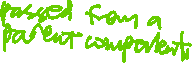 passed from a
parent component